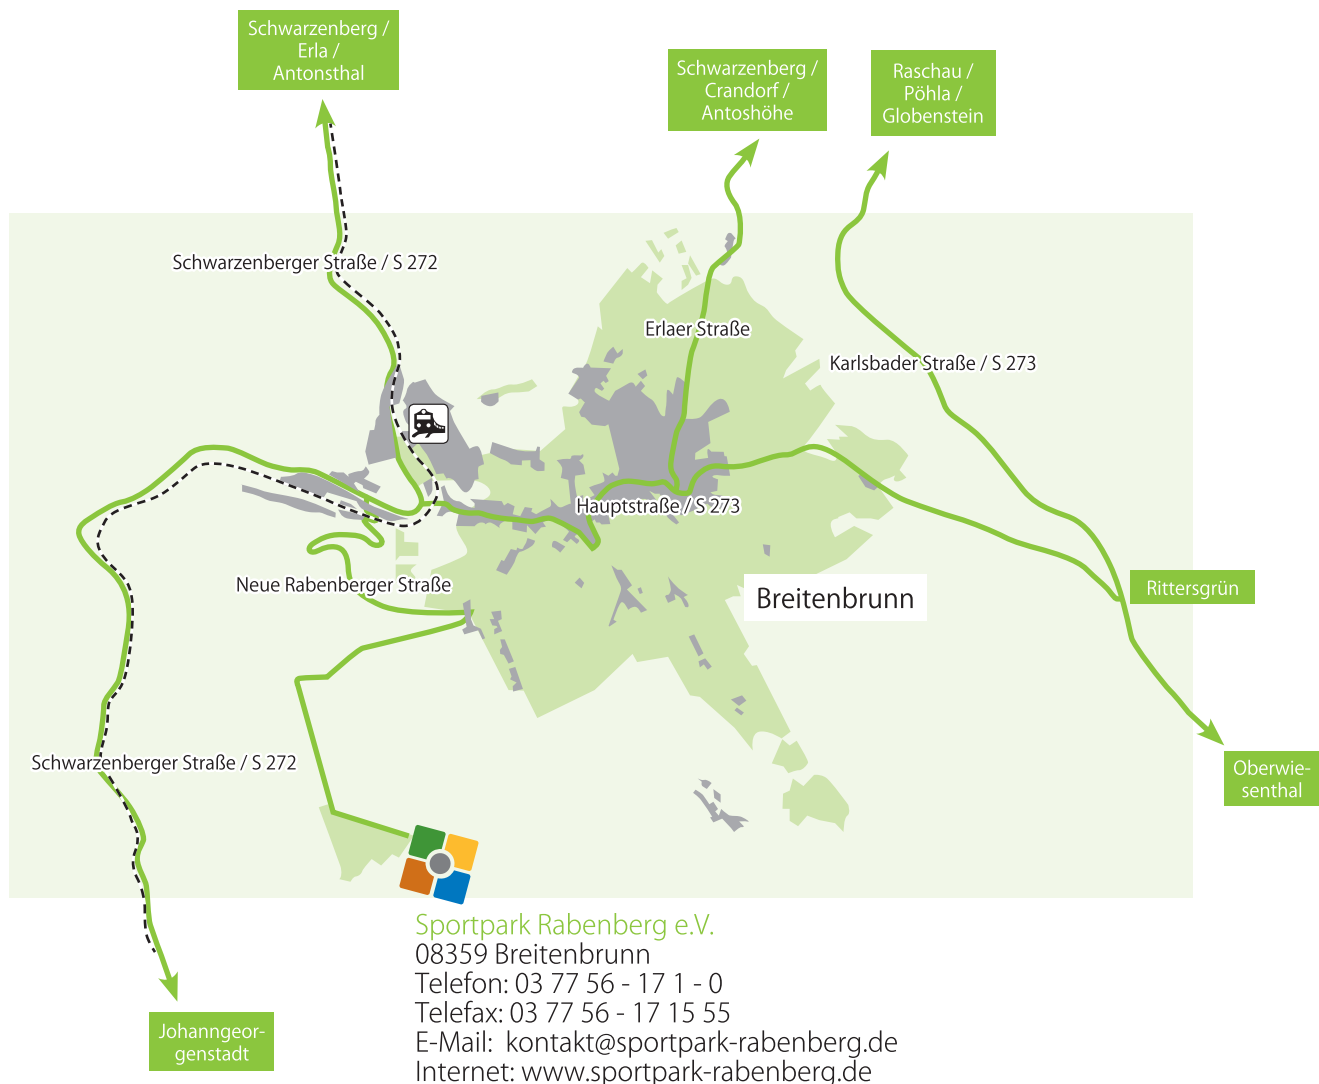 Schwarzenberg /
Erla /
Antonsthal
Schwarzenberg /
Crandorf /
Antoshöhe
Raschau /
Pöhla /
Globenstein
Schwarzenberger Straße / S 272
Erlaer Straße
Karlsbader Straße / S 273
Hauptstraße / S 273
Neue Rabenberger Straße
Breitenbrunn
Rittersgrün
Schwarzenberger Straße / S 272
Oberwie-
senthal
Johanngeor-
genstadt
Sportpark Rabenberg e.V.
08359 Breitenbrunn
Telefon: 03 77 56 - 17 1 - 0
Telefax: 03 77 56 - 17 15 55
E-Mail: kontakt@sportpark-rabenberg.de
Internet: www.sportpark-rabenberg.de